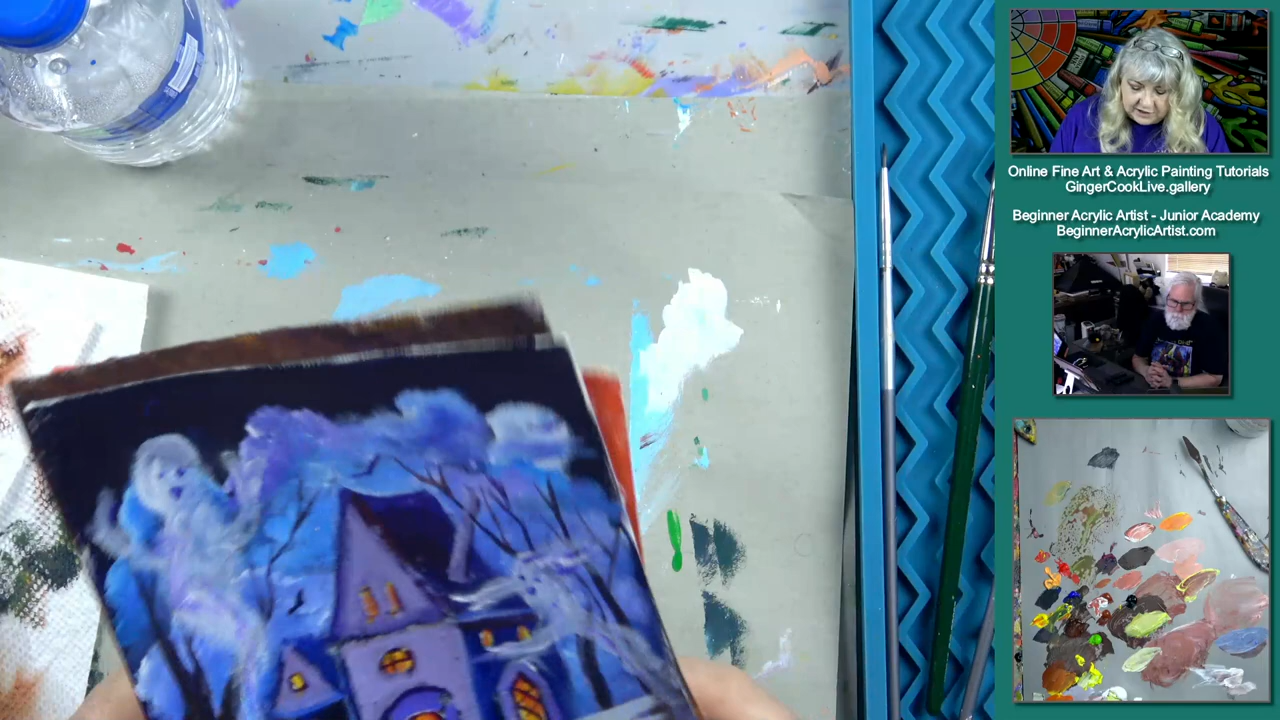 Online Fine Art & Acrylic Painting Tutorials
GingerCookLive.gallery
Beginner Acrylic Artist - Junior Academy
BeginnerAcrylicArtist.com